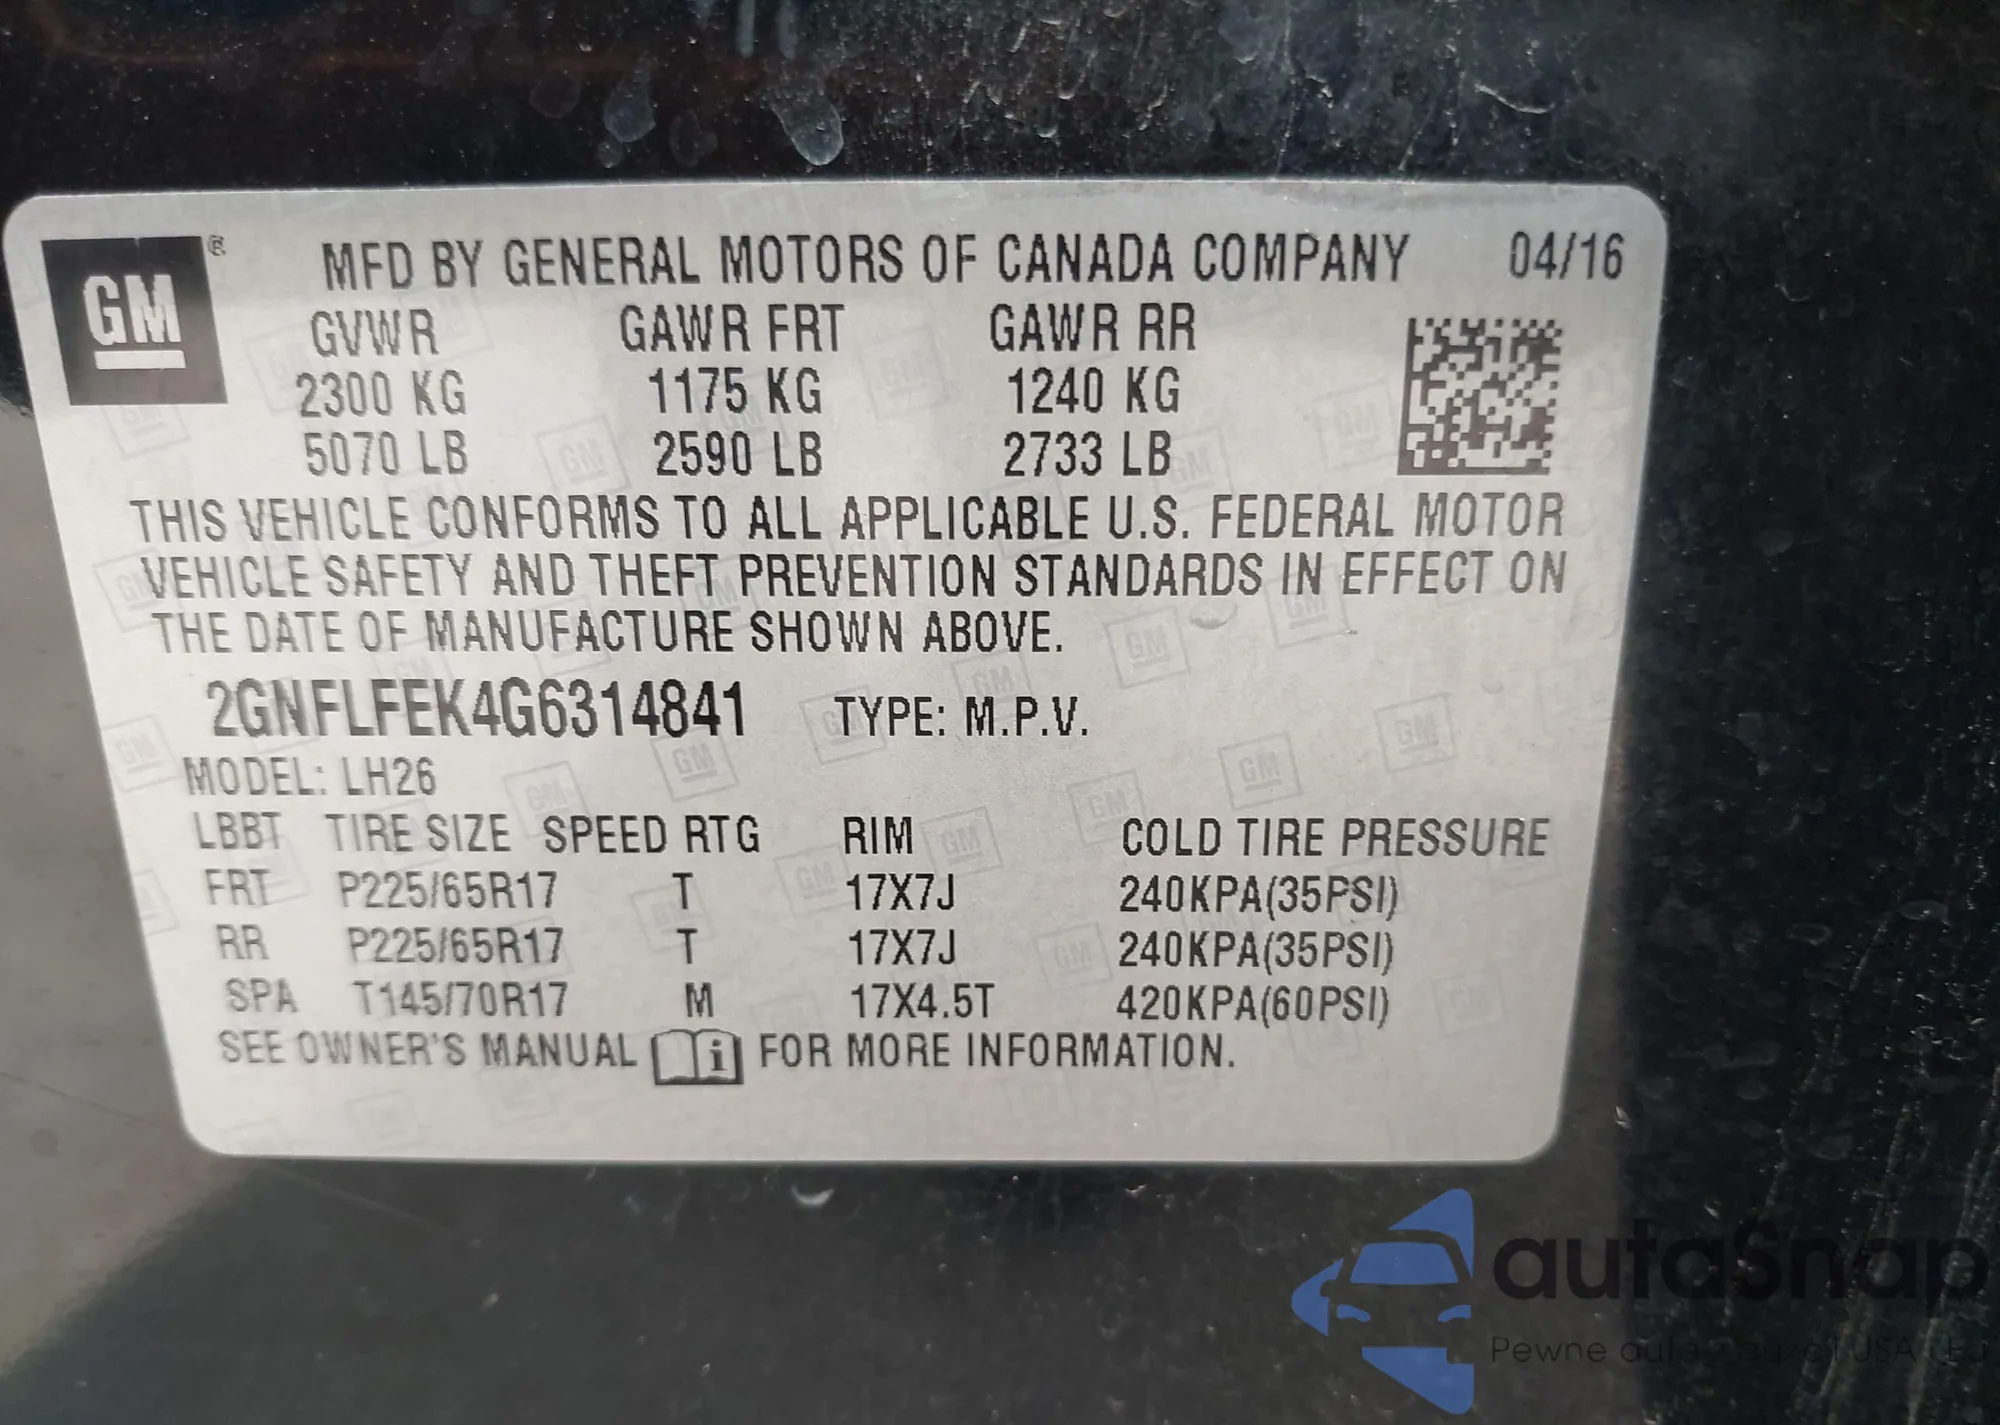 GM®
MFD BY GENERAL MOTORS OF CANADA COMPANY 04/16
GVWR GAWR FRT GAWR RR
2300 KG 1175 KG 1240 KG
5070 LB 2590 LB 2733 LB
THIS VEHICLE CONFORMS TO ALL APPLICABLE U.S. FEDERAL MOTOR
VEHICLE SAFETY AND THEFT PREVENTION STANDARDS IN EFFECT ON
THE DATE OF MANUFACTURE SHOWN ABOVE.
2GNFLFEK4G6314841 TYPE: M.P.V.
MODEL: LH26
LBBT TIRE SIZE SPEED RTG RIM COLD TIRE PRESSURE
FRT P225/65R17 T 17X7J 240KPA(35PSI)
RR P225/65R17 T 17X7J 240KPA(35PSI)
SPA T145/70R17 M 17X4.5T 420KPA(60PSI)
SEE OWNER'S MANUAL i FOR MORE INFORMATION.
autaSnap
Pewne auta USA